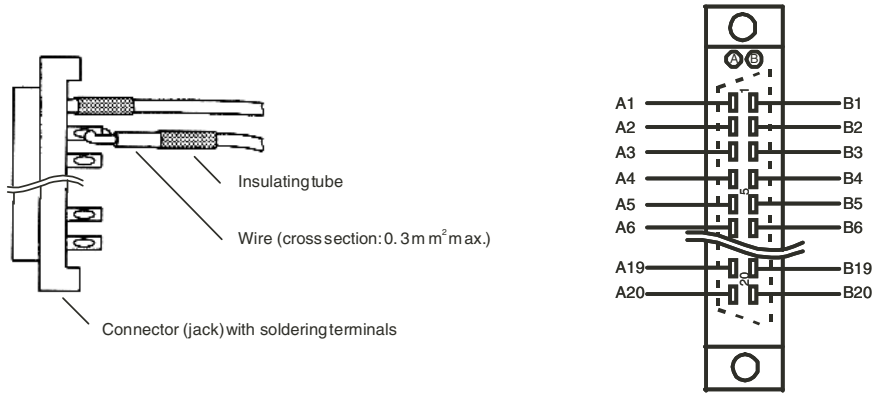 Insulating tube
Wire (cross section: 0.3 mm² max.)
Connector (jack) with soldering terminals
A B
1
A1 B1
A2 B2
A3 B3
A4 B4
5
A5 B5
A6 B6
A19 B19
20
A20 B20